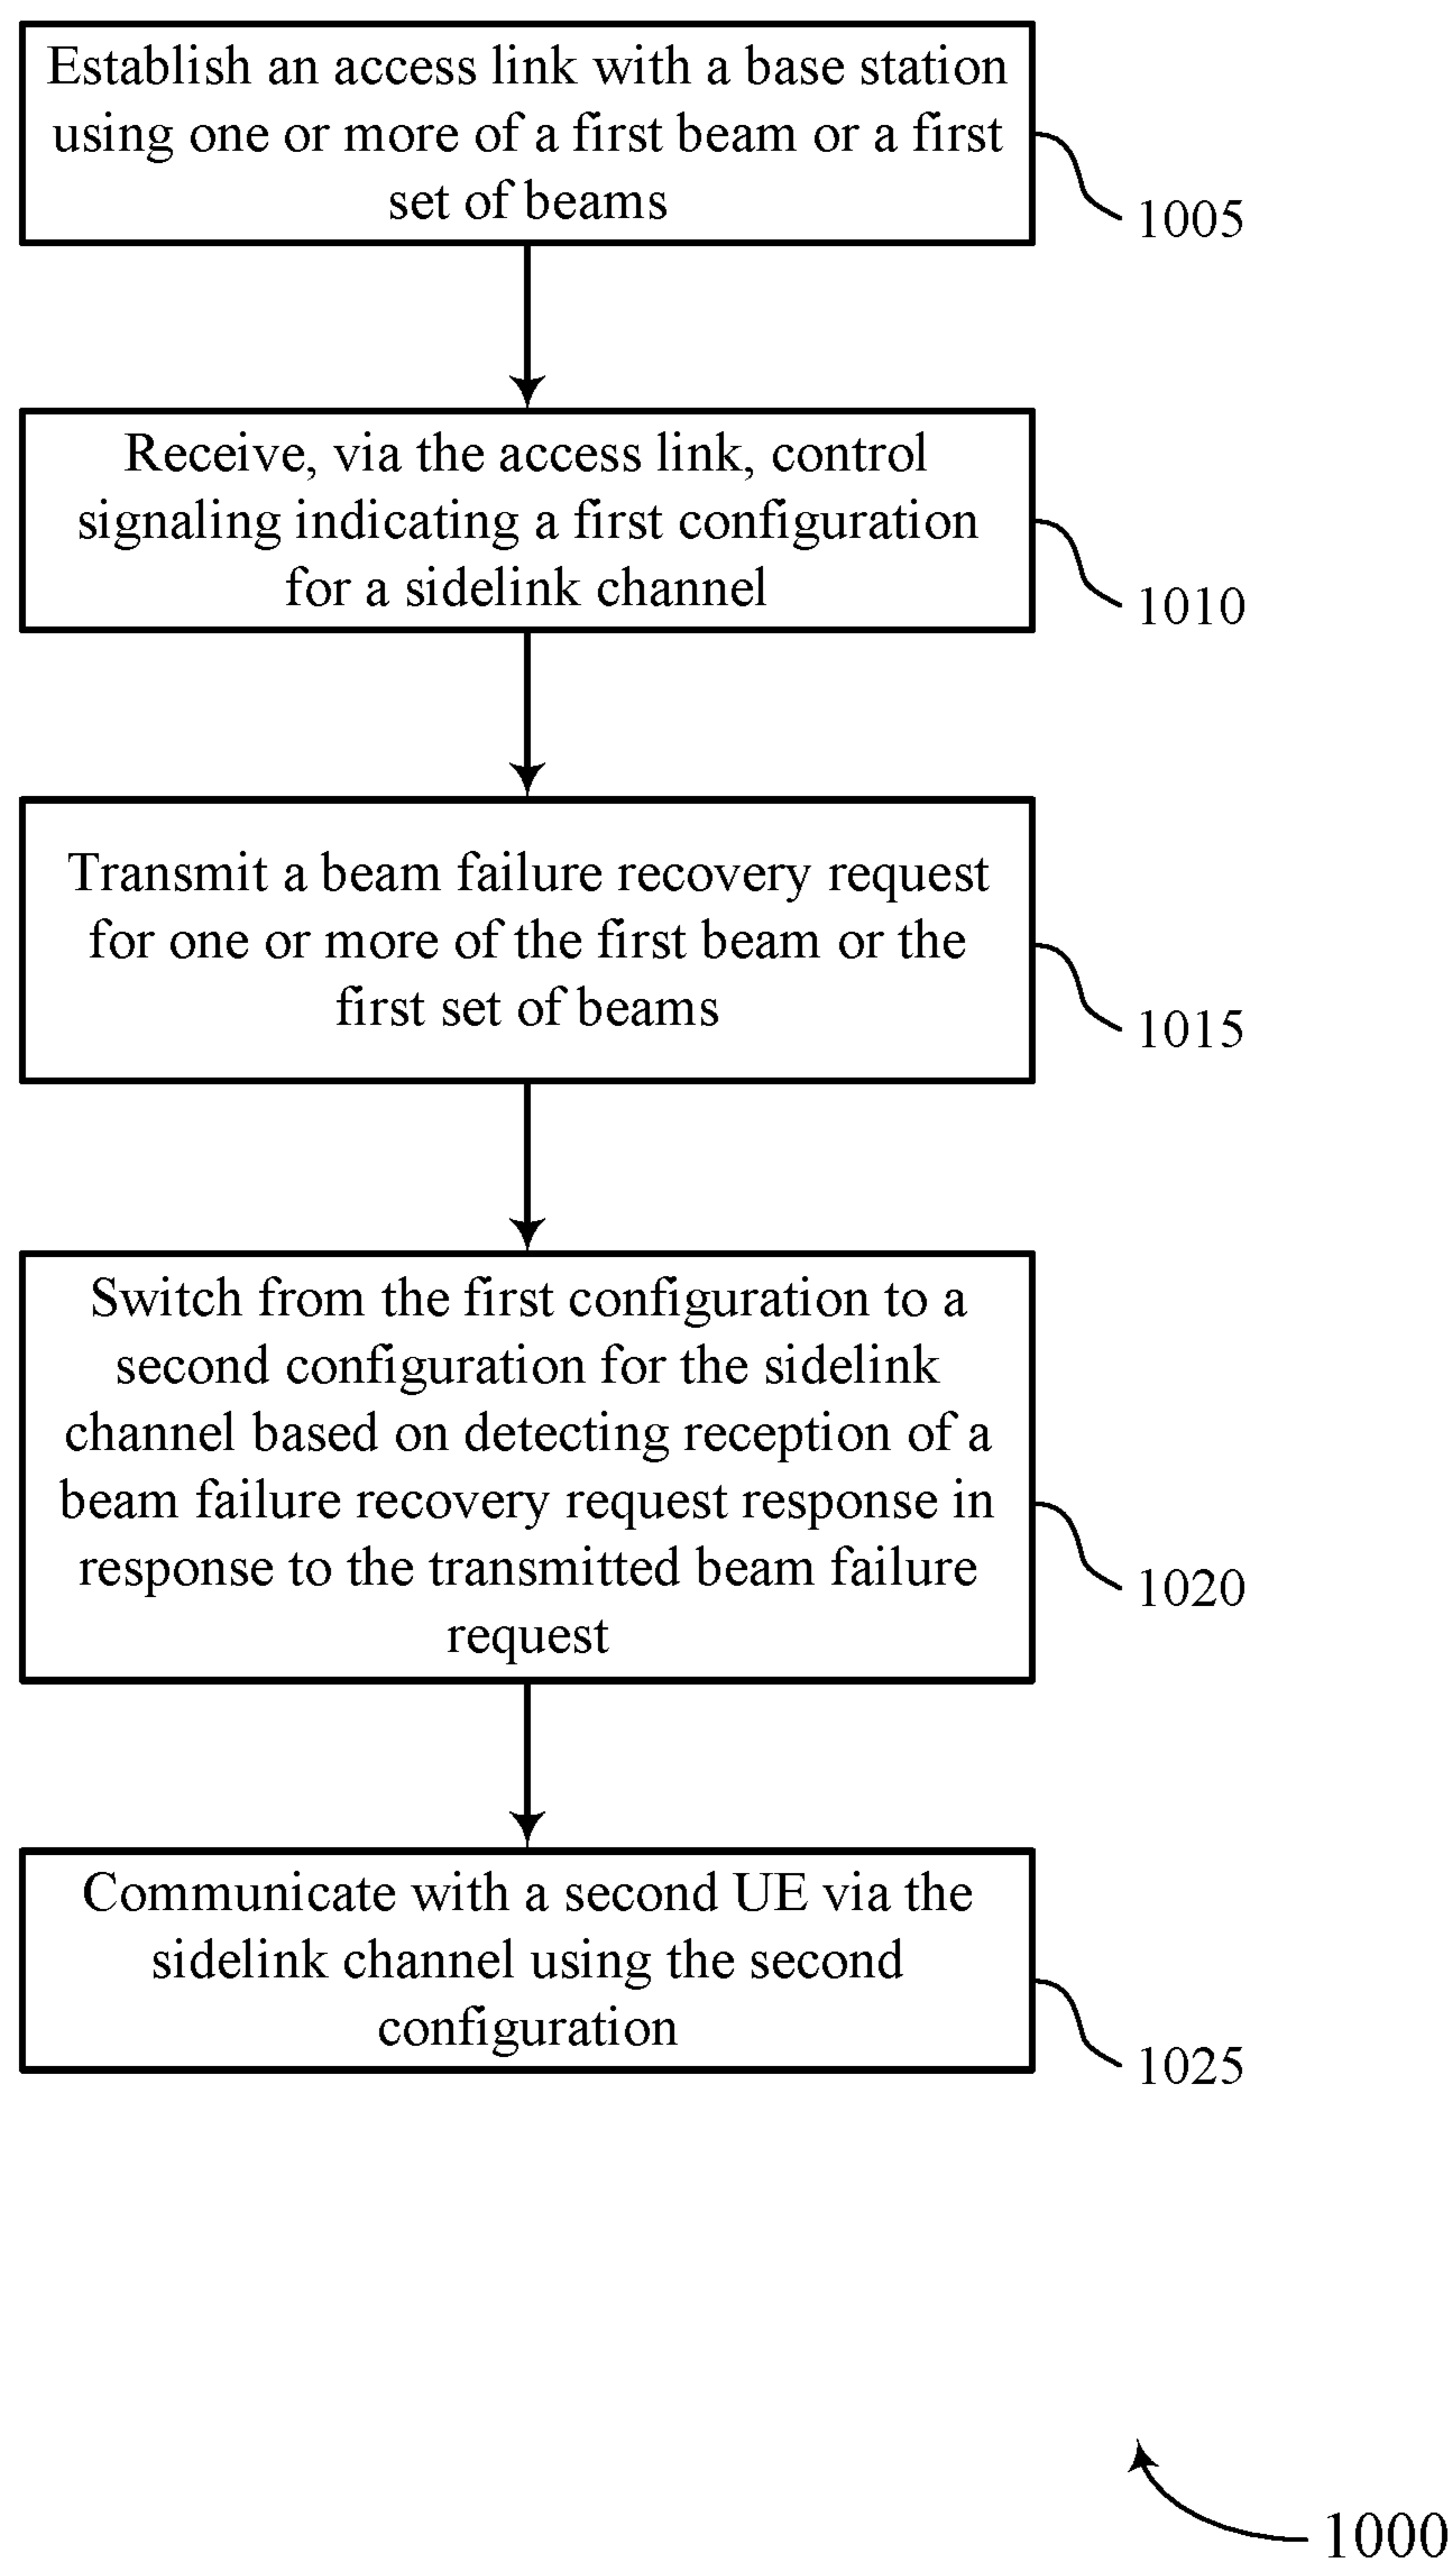 Establish an access link with a base station
using one or more of a first beam or a first
set of beams
1005
Receive, via the access link, control
signaling indicating a first configuration
for a sidelink channel
1010
Transmit a beam failure recovery request
for one or more of the first beam or the
first set of beams
1015
Switch from the first configuration to a
second configuration for the sidelink
channel based on detecting reception of a
beam failure recovery request response in
response to the transmitted beam failure
request
1020
Communicate with a second UE via the
sidelink channel using the second
configuration
1025
1000